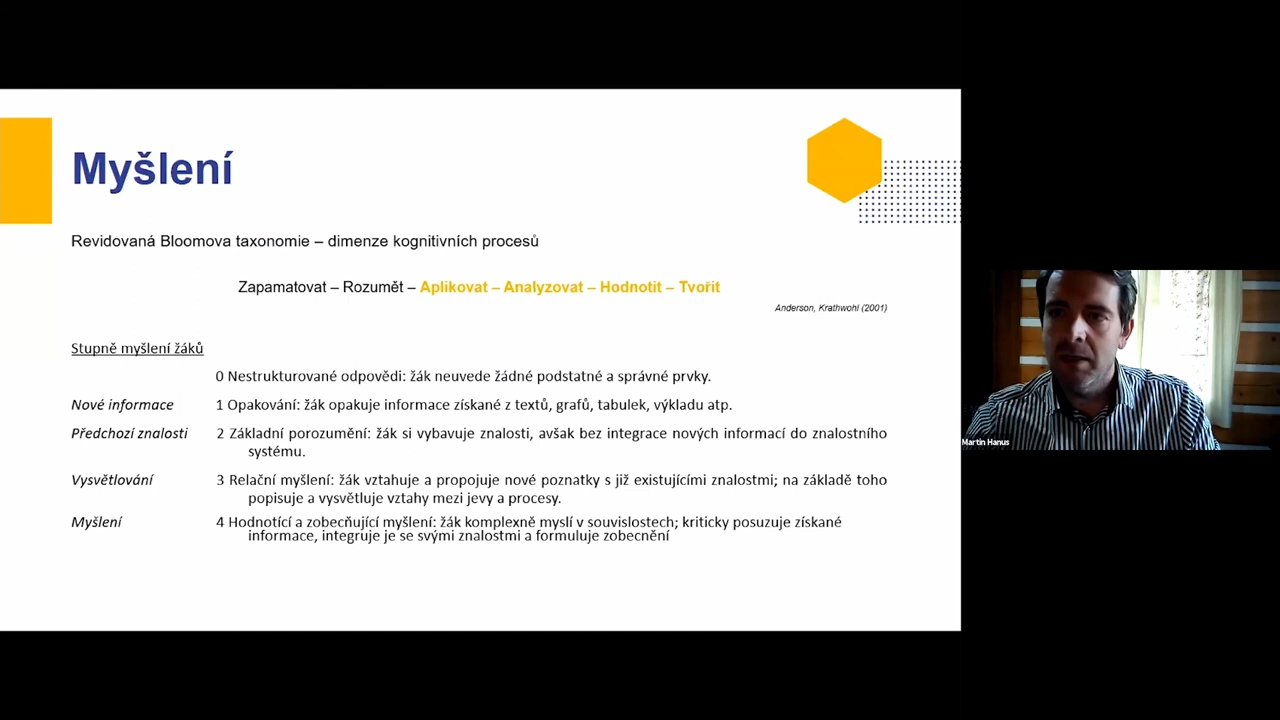 Myšlení
Revidovaná Bloomova taxonomie – dimenze kognitivních procesů
Zapamatovat – Rozumět – Aplikovat – Analyzovat – Hodnotit – Tvořit
Anderson, Krathwohl (2001)
Stupně myšlení žáků
0 Nestrukturované odpovědi: žák neuvede žádné podstatné a správné prvky.
Nové informace 1 Opakování: žák opakuje informace získané z textů, grafů, tabulek, výkladu atp.
Předchozí znalosti 2 Základní porozumění: žák si vybavuje znalosti, avšak bez integrace nových informací do znalostního
systému.
Vysvětlování 3 Relační myšlení: žák vztahuje a propojuje nové poznatky s již existujícími znalostmi; na základě toho
popisuje a vysvětluje vztahy mezi jevy a procesy.
Myšlení 4 Hodnotící a zobecňující myšlení: žák komplexně myslí v souvislostech; kriticky posuzuje získané
informace, integruje je se svými znalostmi a formuluje zobecnění
Martin Hanus